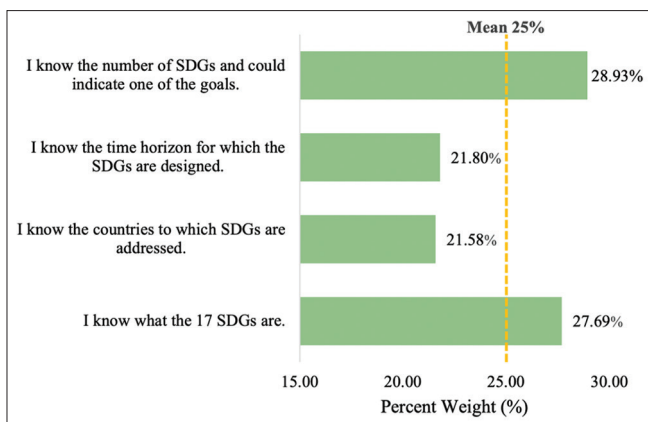 Mean 25%
I know the number of SDGs and could
indicate one of the goals.
28.93%
I know the time horizon for which the
SDGs are designed.
21.80%
I know the countries to which SDGs are
addressed.
21.58%
I know what the 17 SDGs are.
27.69%
15.00 20.00 25.00 30.00
Percent Weight (%)